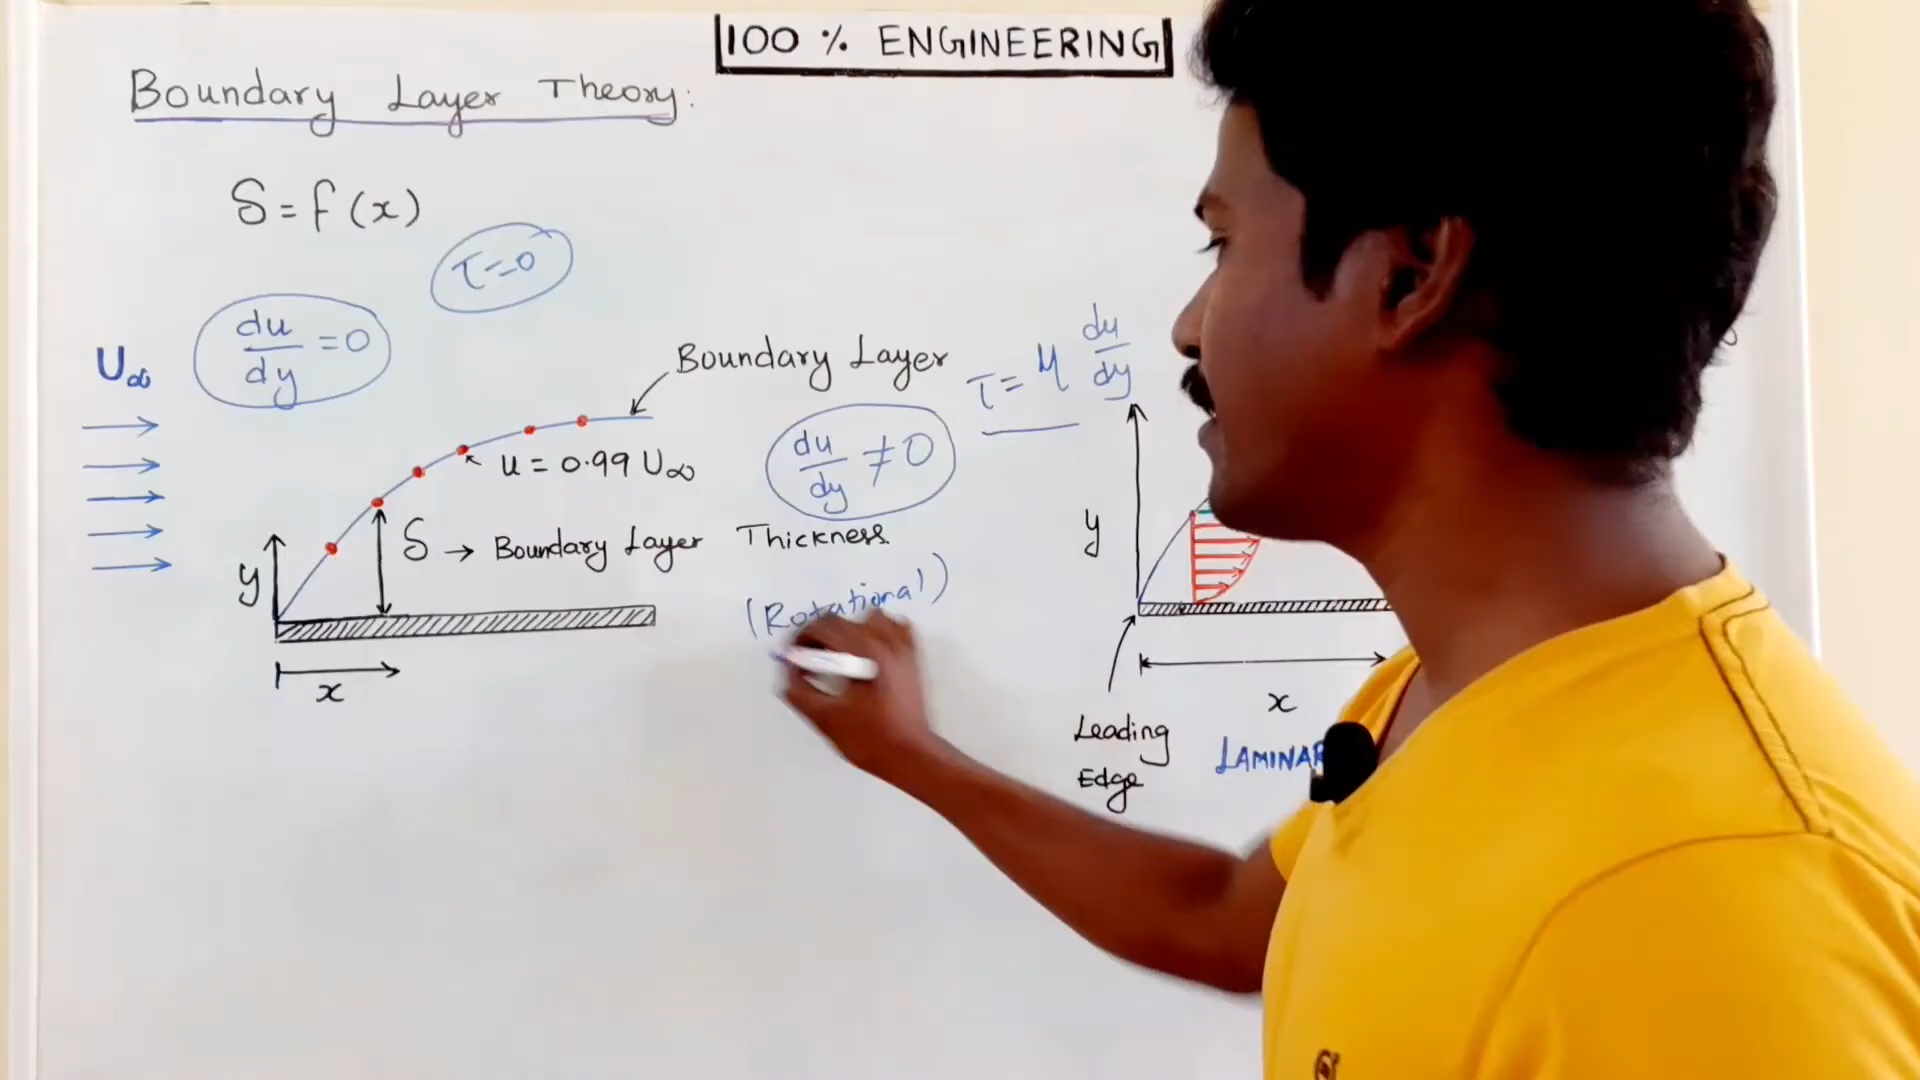 100 % ENGINEERING
Boundary Layer Theory:
δ = f(x)
τ=0
du/dy = 0
U∞
Boundary Layer
τ = μ du/dy
du/dy ≠ 0
u = 0.99 U∞
y
δ → Boundary Layer Thickness
y
(Rotational)
x
x
Leading
Edge
LAMINAR